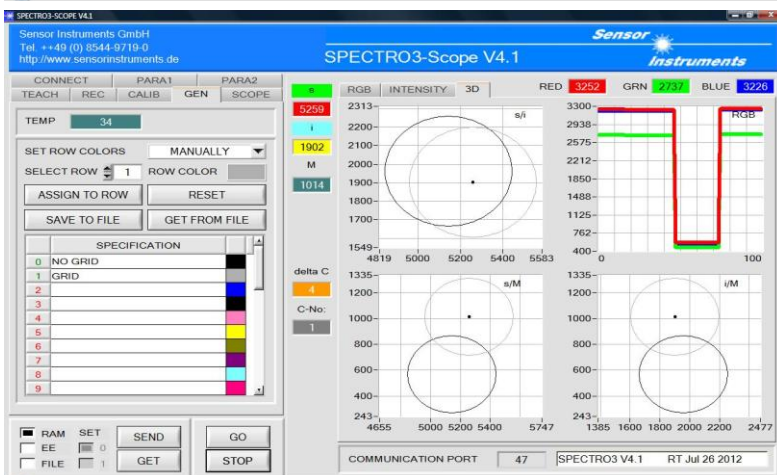 SPECTRO3-SCOPE V4.1
Sensor Instruments GmbH
Tel. ++49 (0) 8544-9719-0
http://www.sensorinstruments.de
SPECTRO3-Scope V4.1
Sensor
Instruments
CONNECT PARA1 PARA2
TEACH REC CALIB GEN SCOPE
TEMP 34
SET ROW COLORS MANUALLY
SELECT ROW 1 ROW COLOR
ASSIGN TO ROW RESET
SAVE TO FILE GET FROM FILE
SPECIFICATION
0 NO GRID
1 GRID
2
3
4
5
6
7
8
9
RAM SET
EE 0
FILE 1
SEND GO
GET STOP
s
5259
i
1902
M
1014
delta C
4
C-No:
1
RGB INTENSITY 3D RED 3252 GRN 2737 BLUE 3226
s/i
2313-
2200-
2100-
2000-
1900-
1800-
1700-
1549-
4819 5000 5200 5400 5583
RGB
3300-
2938-
2575-
2212-
1850-
1488-
1125-
762-
400-
0 100
s/M
1335-
1200-
1000-
800-
600-
400-
243-
4655 5000 5200 5400 5747
i/M
1335-
1200-
1000-
800-
600-
400-
243-
1385 1600 1800 2000 2200 2477
COMMUNICATION PORT 47 SPECTRO3 V4.1 RT Jul 26 2012